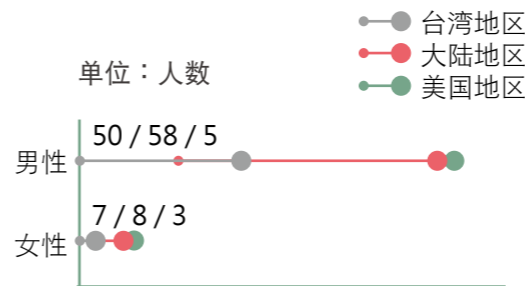 台湾地区
大陆地区
美国地区
单位：人数
50 / 58 / 5
男性
7 / 8 / 3
女性